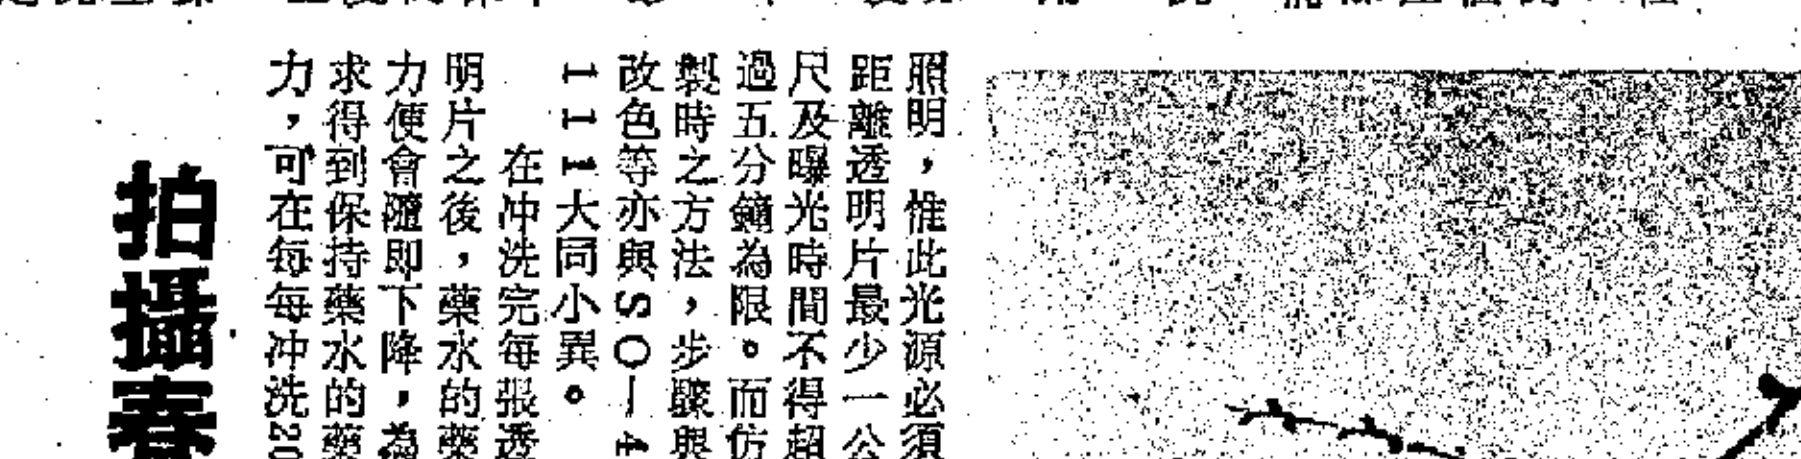 照明，惟此光源必須
距離透明片最少一公
尺及曝光時間不得超
過五分鐘為限。而仿
製時之方法，步驟與
改色等亦與SO—4
111大同小異。
在沖洗完每張透
明片之後，藥水的藥
力便會隨即下降，為
求得到保持藥水的藥
力，可在每每沖洗20
拍攝春